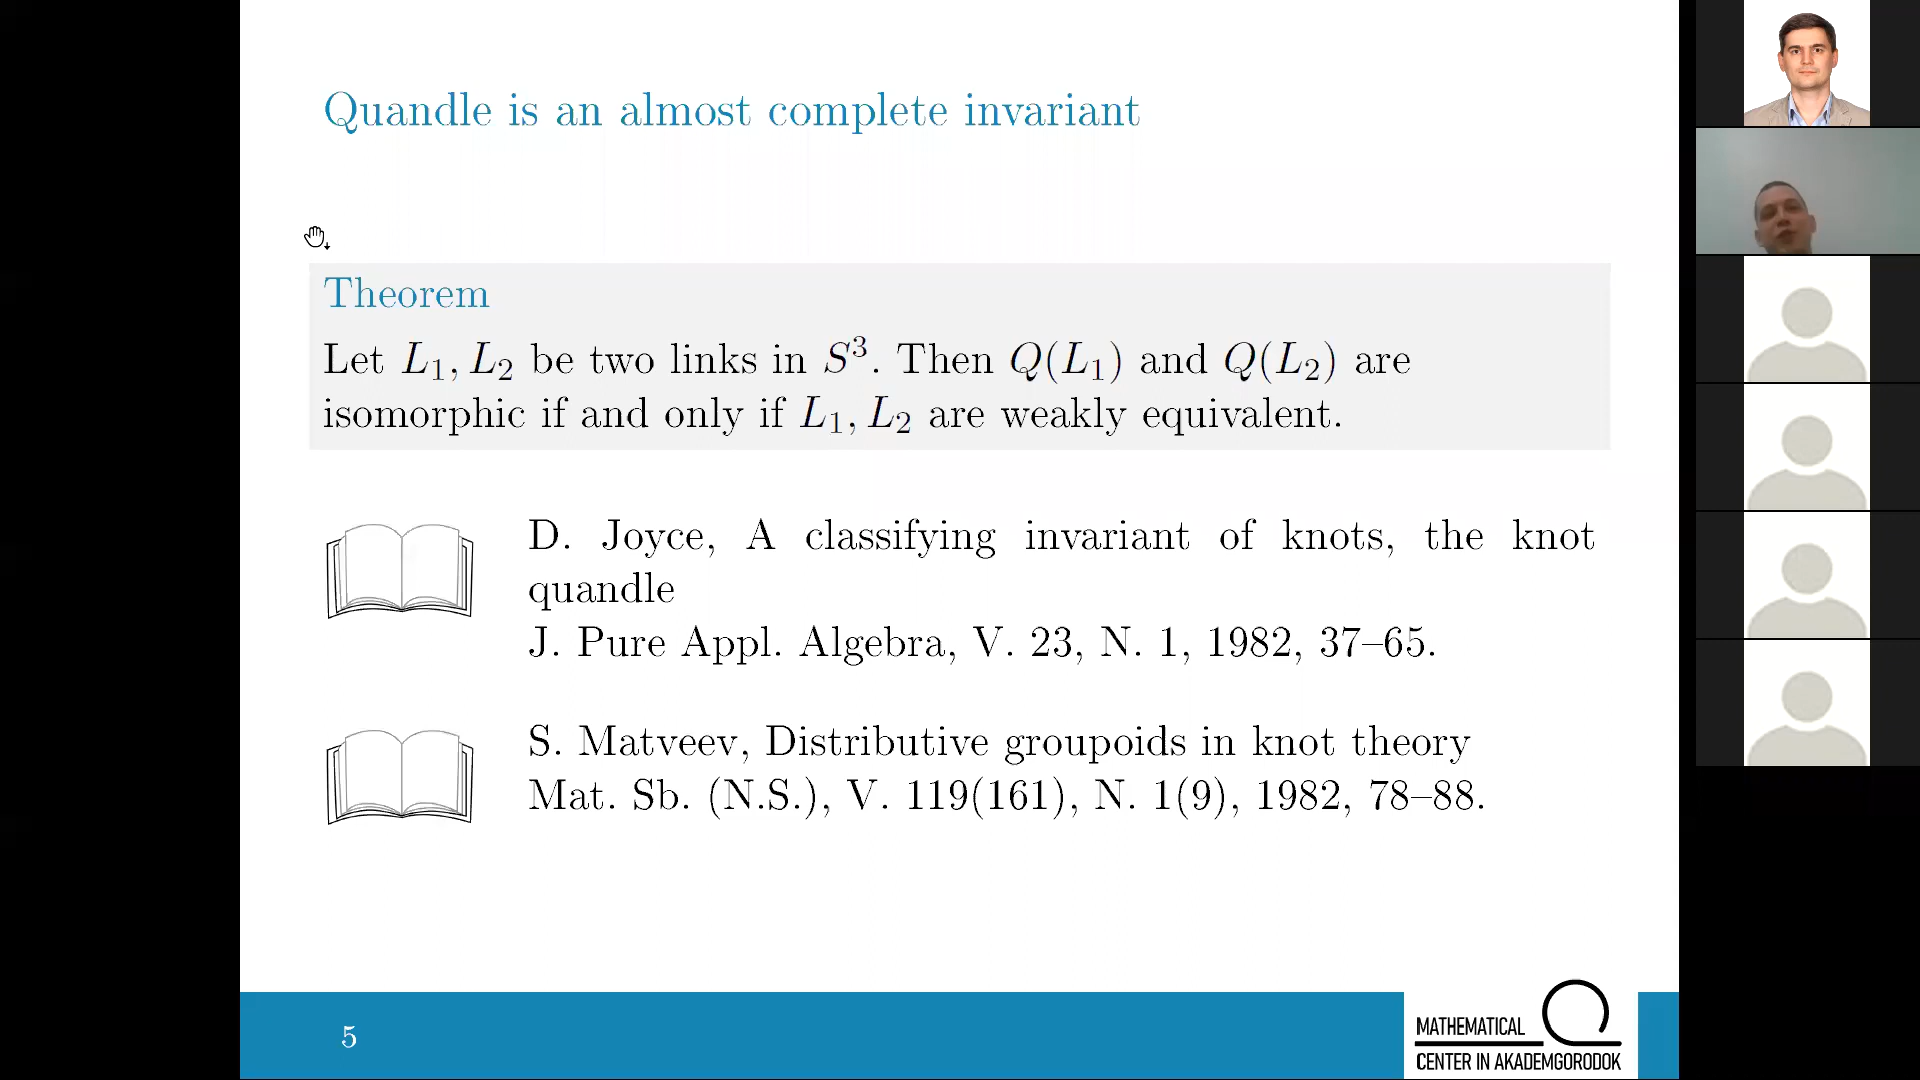 Quandle is an almost complete invariant
Theorem
Let L₁, L₂ be two links in S³. Then Q(L₁) and Q(L₂) are
isomorphic if and only if L₁, L₂ are weakly equivalent.
D. Joyce, A classifying invariant of knots, the knot
quandle
J. Pure Appl. Algebra, V. 23, N. 1, 1982, 37–65.
S. Matveev, Distributive groupoids in knot theory
Mat. Sb. (N.S.), V. 119(161), N. 1(9), 1982, 78–88.
5
MATHEMATICAL
CENTER IN AKADEMGORODOK